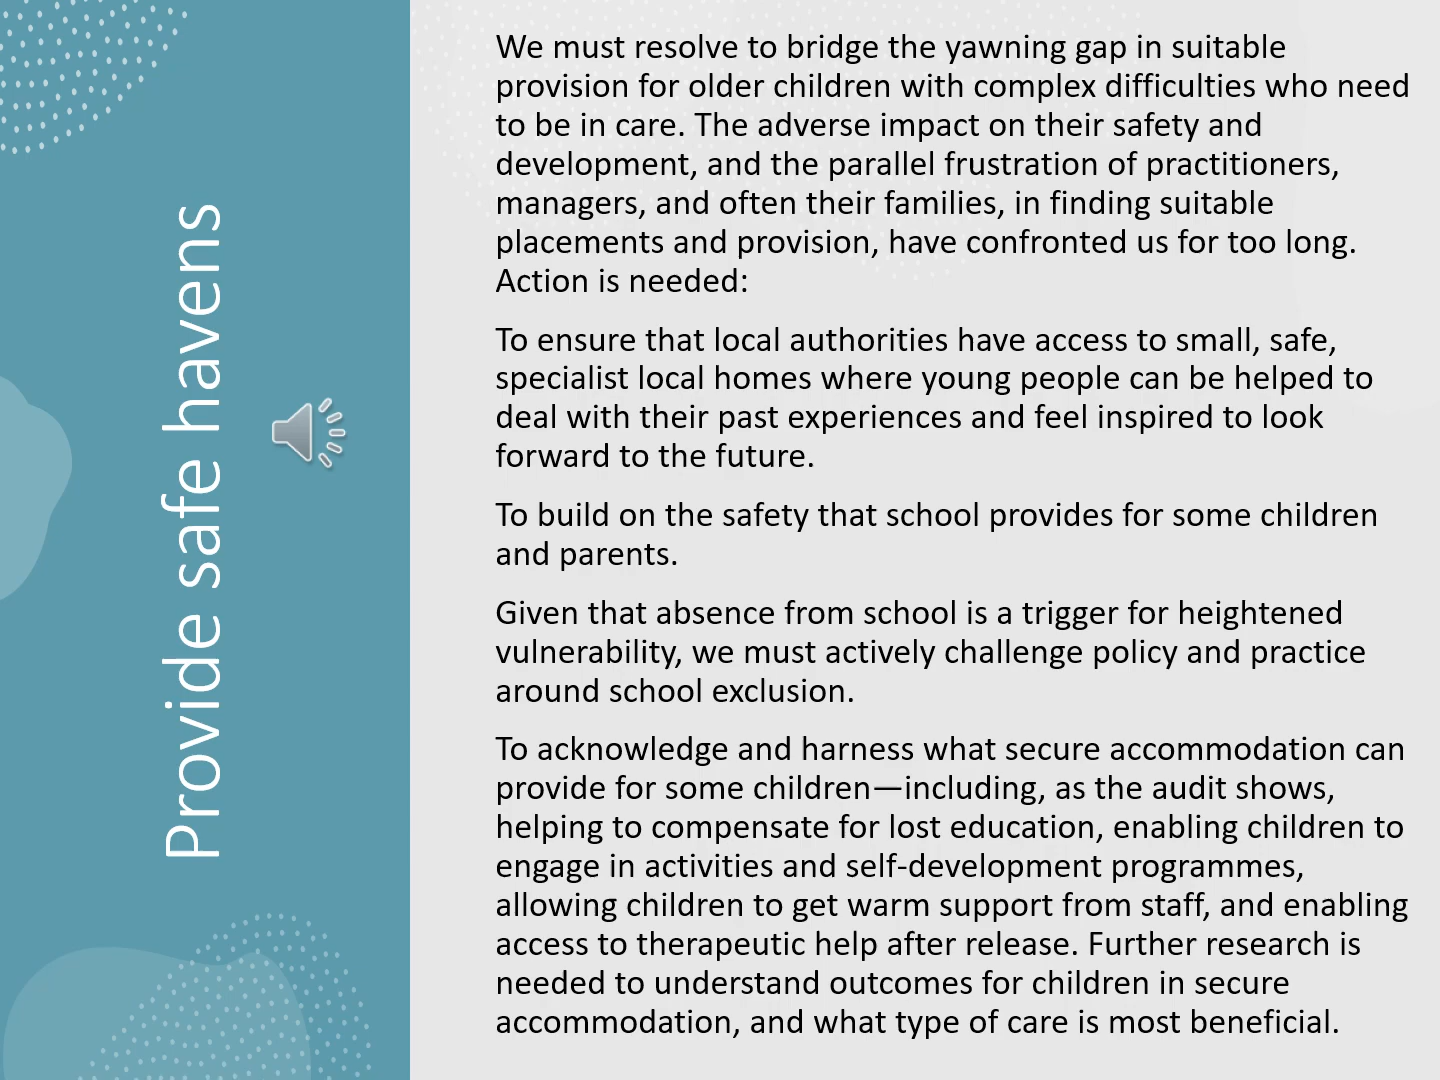 Provide safe havens
We must resolve to bridge the yawning gap in suitable
provision for older children with complex difficulties who need
to be in care. The adverse impact on their safety and
development, and the parallel frustration of practitioners,
managers, and often their families, in finding suitable
placements and provision, have confronted us for too long.
Action is needed:
To ensure that local authorities have access to small, safe,
specialist local homes where young people can be helped to
deal with their past experiences and feel inspired to look
forward to the future.
To build on the safety that school provides for some children
and parents.
Given that absence from school is a trigger for heightened
vulnerability, we must actively challenge policy and practice
around school exclusion.
To acknowledge and harness what secure accommodation can
provide for some children—including, as the audit shows,
helping to compensate for lost education, enabling children to
engage in activities and self-development programmes,
allowing children to get warm support from staff, and enabling
access to therapeutic help after release. Further research is
needed to understand outcomes for children in secure
accommodation, and what type of care is most beneficial.